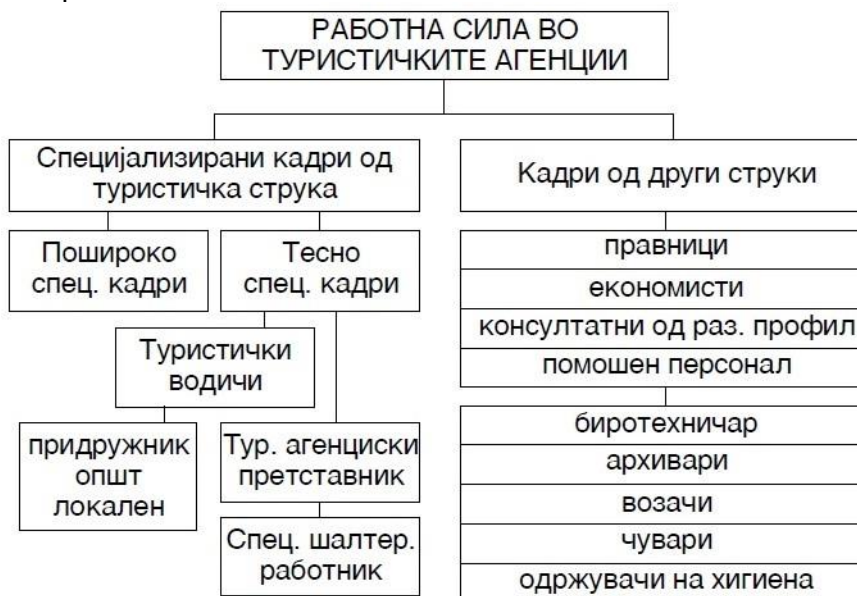 РАБОТНА СИЛА ВО
ТУРИСТИЧКИТЕ АГЕНЦИИ
Специјализирани кадри од
туристичка струка
Кадри од други струки
Пошироко
спец. кадри
Тесно
спец. кадри
Туристички
водичи
придружник
општ
локален
Тур. агенциски
претставник
Спец. шалтер.
работник
правници
економисти
консултатни од раз. профил
помошен персонал
биротехничар
архивари
возачи
чувари
одржувачи на хигиена